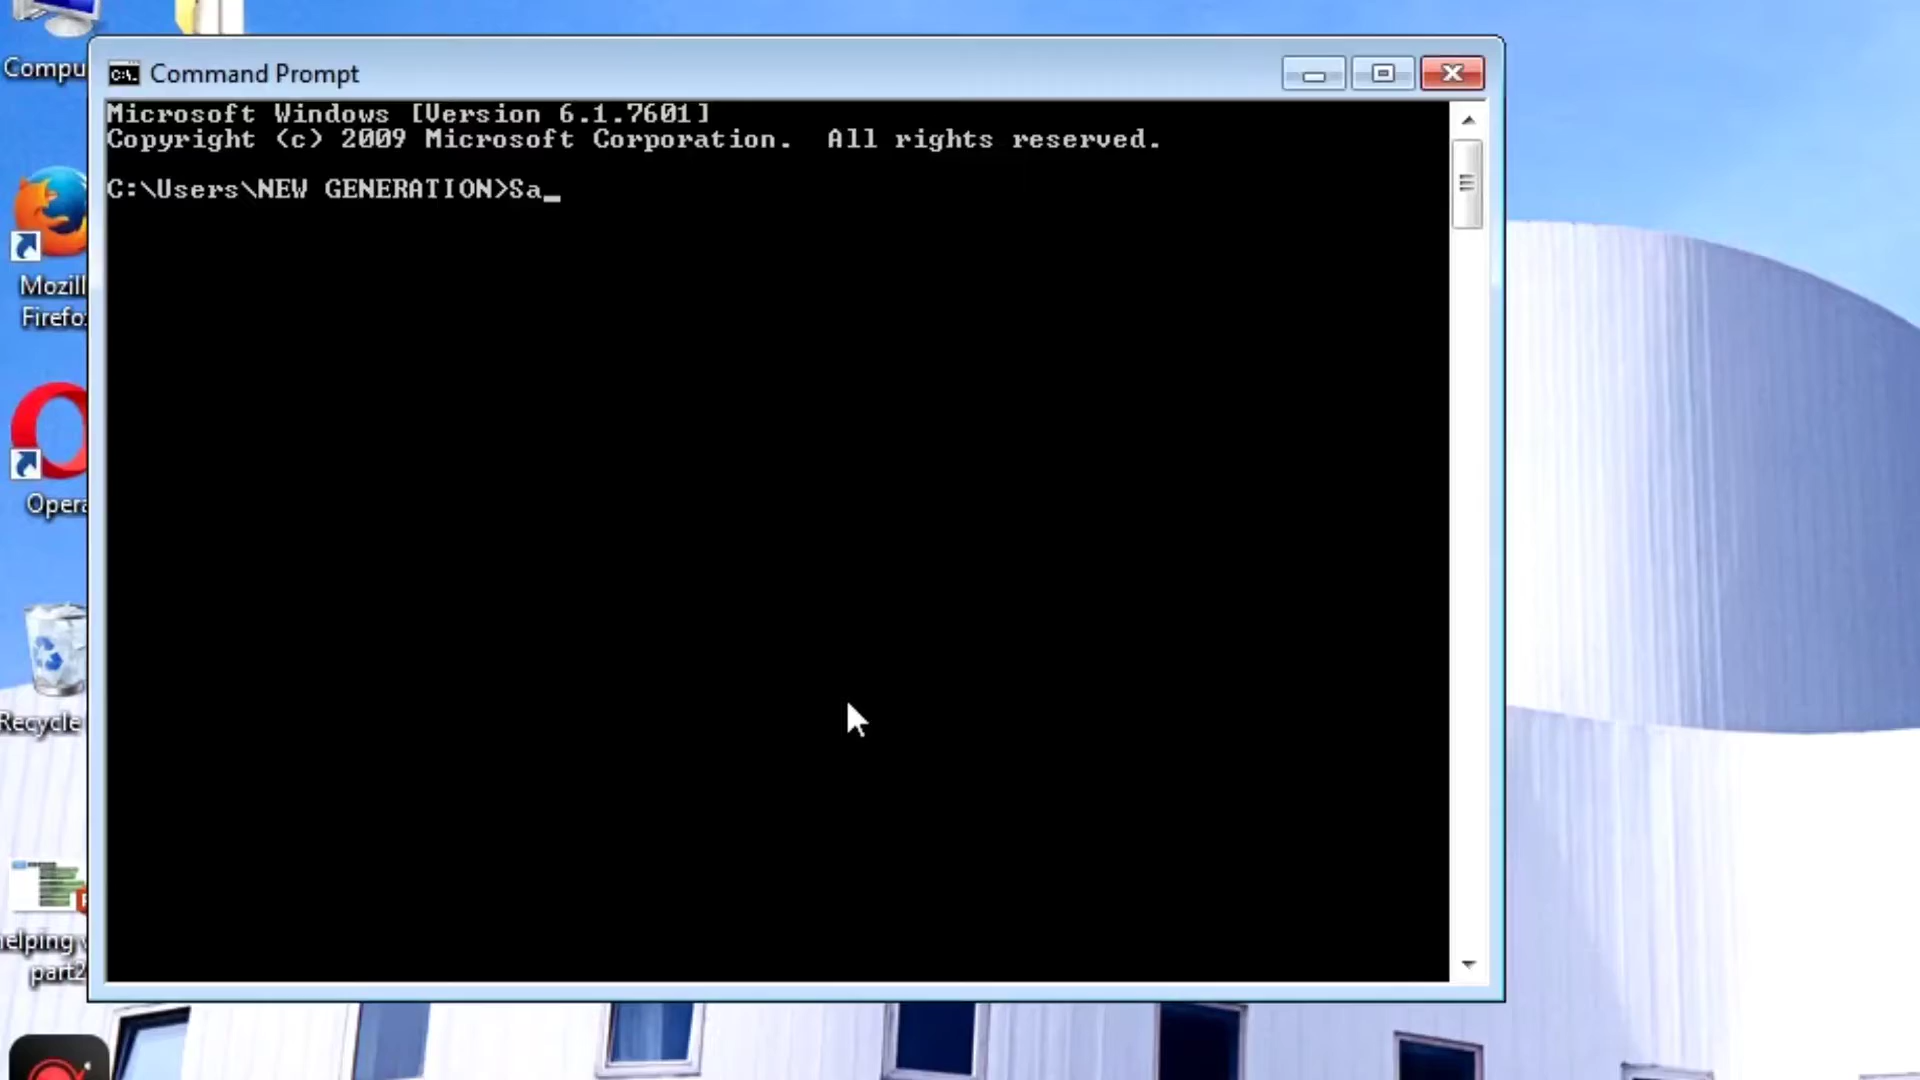 Compu
Command Prompt
Microsoft Windows [Version 6.1.7601]
Copyright (c) 2009 Microsoft Corporation.  All rights reserved.
C:\Users\NEW GENERATION>Sa_
Mozill
Firefo
Opera
Recycle
helping v
part2